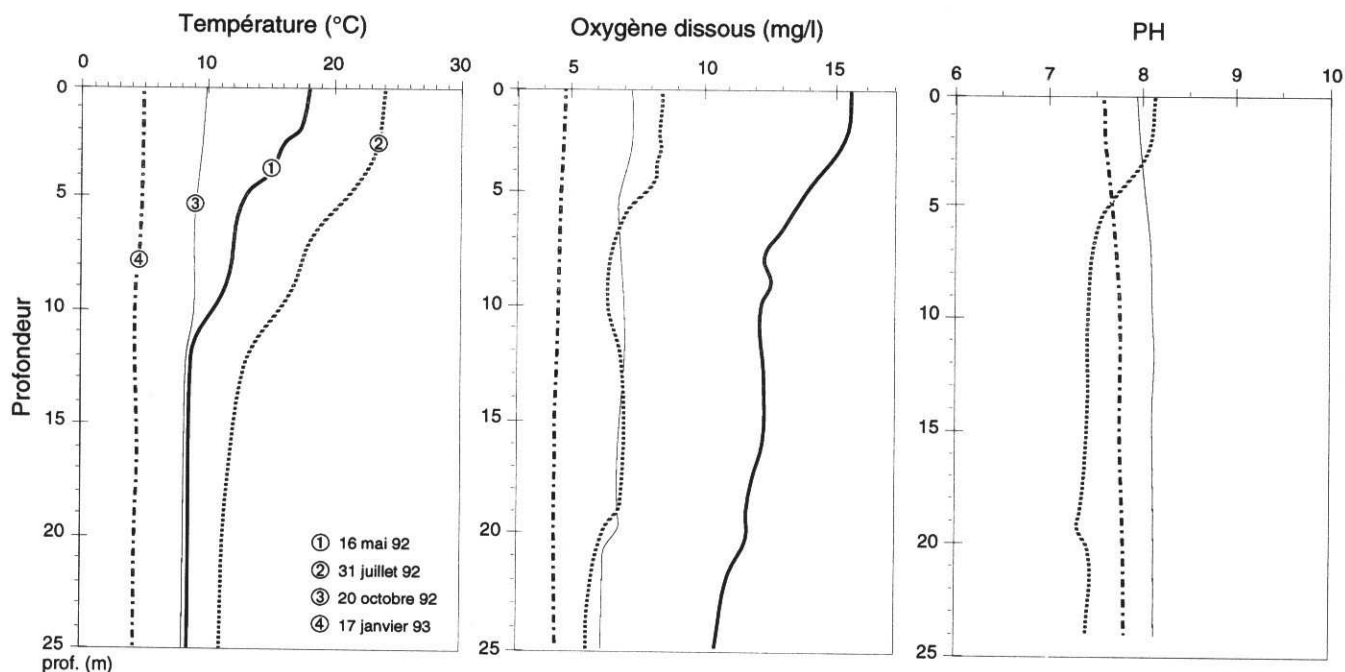 Température (°C)
0 10 20 30
0
5
10
15
20
25
Profondeur
prof. (m)
① 16 mai 92
② 31 juillet 92
③ 20 octobre 92
④ 17 janvier 93
①
②
③
④
Oxygène dissous (mg/l)
5 10 15
0
5
10
15
20
25
PH
6 7 8 9 10
0
5
10
15
20
25